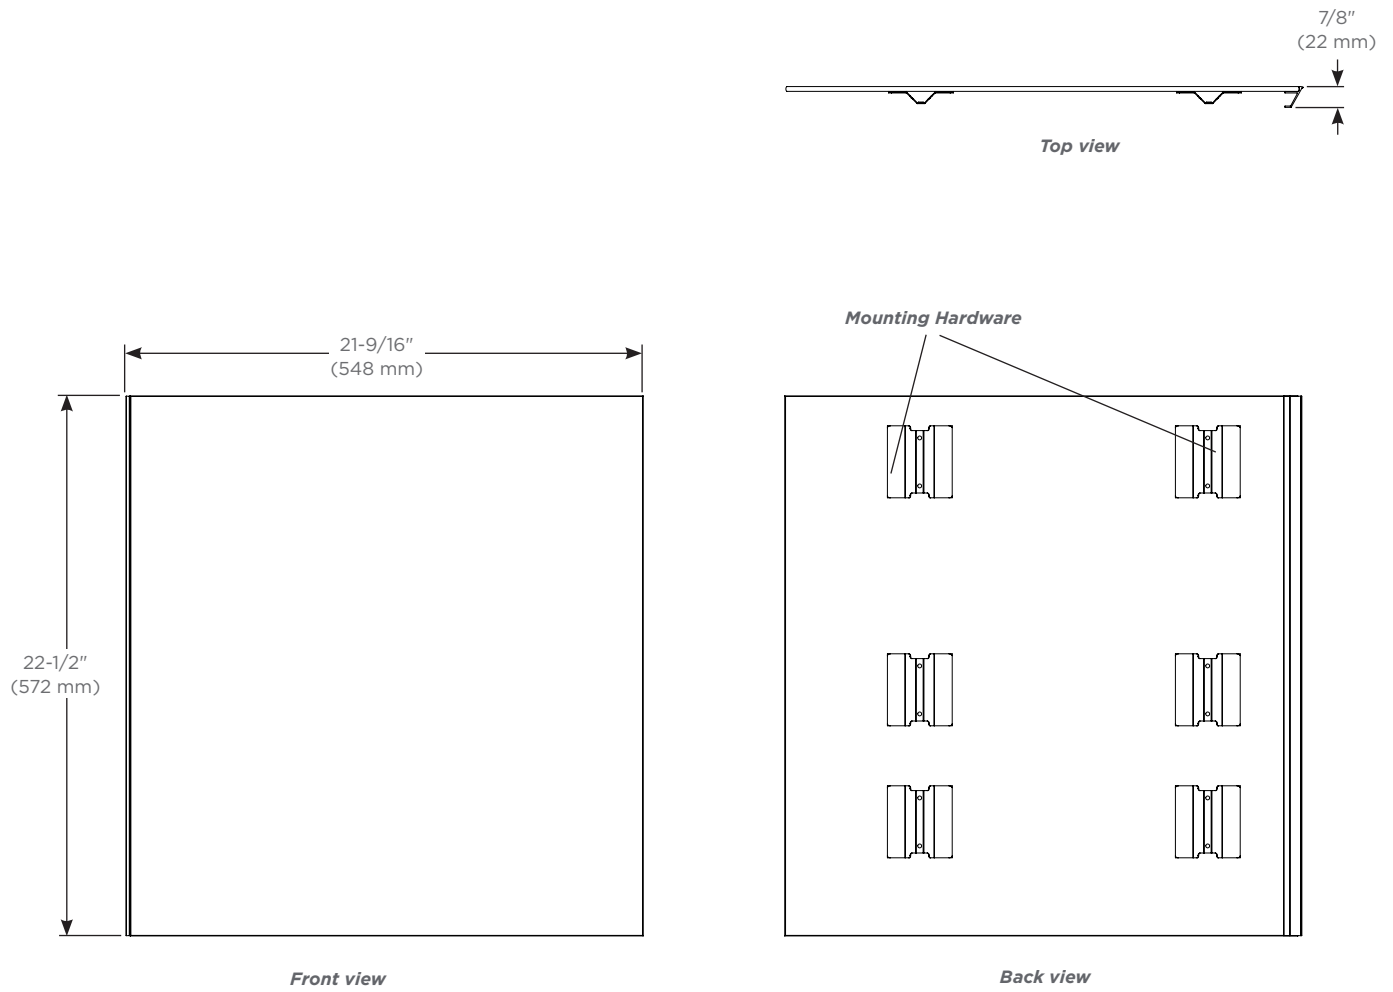 7/8"
(22 mm)
Top view
Mounting Hardware
21-9/16"
(548 mm)
22-1/2"
(572 mm)
Front view
Back view